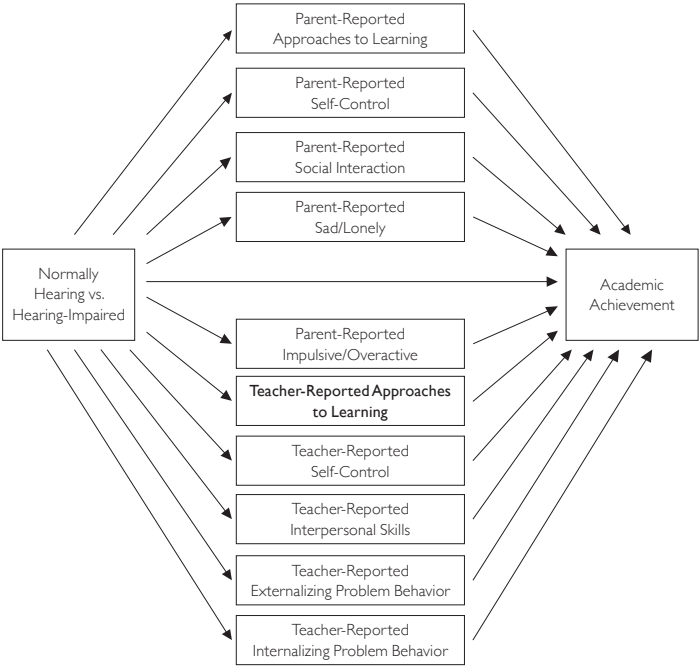 Parent-Reported
Approaches to Learning
Parent-Reported
Self-Control
Parent-Reported
Social Interaction
Parent-Reported
Sad/Lonely
Normally
Hearing vs.
Hearing-Impaired
Academic
Achievement
Parent-Reported
Impulsive/Overactive
Teacher-Reported Approaches
to Learning
Teacher-Reported
Self-Control
Teacher-Reported
Interpersonal Skills
Teacher-Reported
Externalizing Problem Behavior
Teacher-Reported
Internalizing Problem Behavior